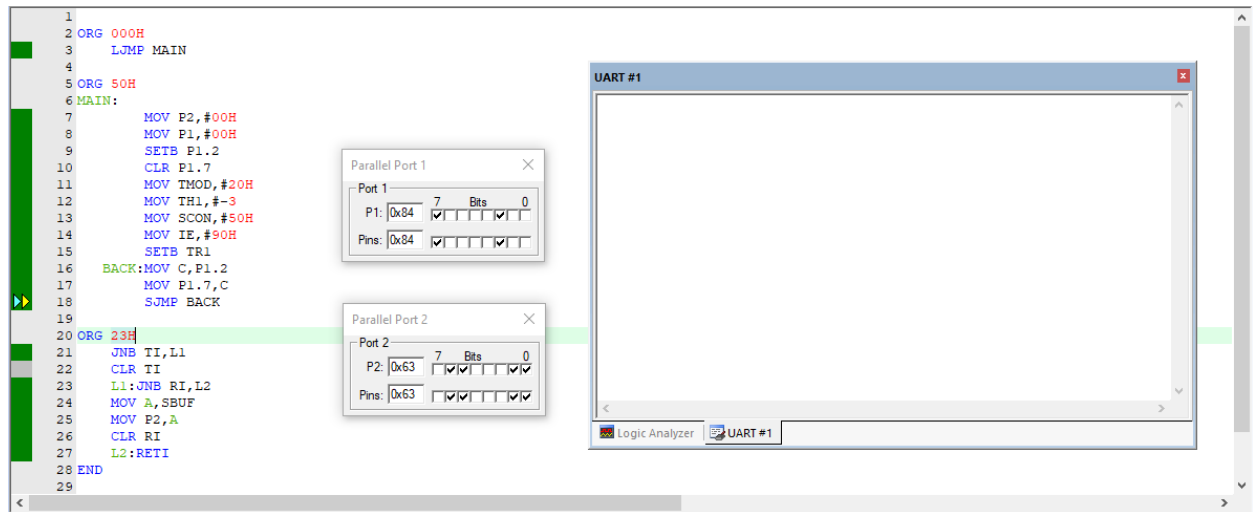 1
2 ORG 000H
3 LJMP MAIN
4
5 ORG 50H
6 MAIN:
7 MOV P2,#00H
8 MOV P1,#00H
9 SETB P1.2
10 CLR P1.7
11 MOV TMOD,#20H
12 MOV TH1,#-3
13 MOV SCON,#50H
14 MOV IE,#90H
15 SETB TR1
16 BACK:MOV C,P1.2
17 MOV P1.7,C
18 SJMP BACK
19
20 ORG 23H
21 JNB TI,L1
22 CLR TI
23 L1:JNB RI,L2
24 MOV A,SBUF
25 MOV P2,A
26 CLR RI
27 L2:RETI
28 END
29
Parallel Port 1
Port 1
7 Bits 0
P1: 0x84
Pins: 0x84
Parallel Port 2
Port 2
7 Bits 0
P2: 0x63
Pins: 0x63
UART #1
Logic Analyzer UART #1